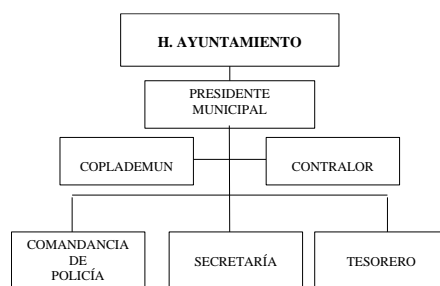 H. AYUNTAMIENTO
PRESIDENTE
MUNICIPAL
COPLADEMUN
CONTRALOR
COMANDANCIA
DE
POLICÍA
SECRETARÍA
TESORERO